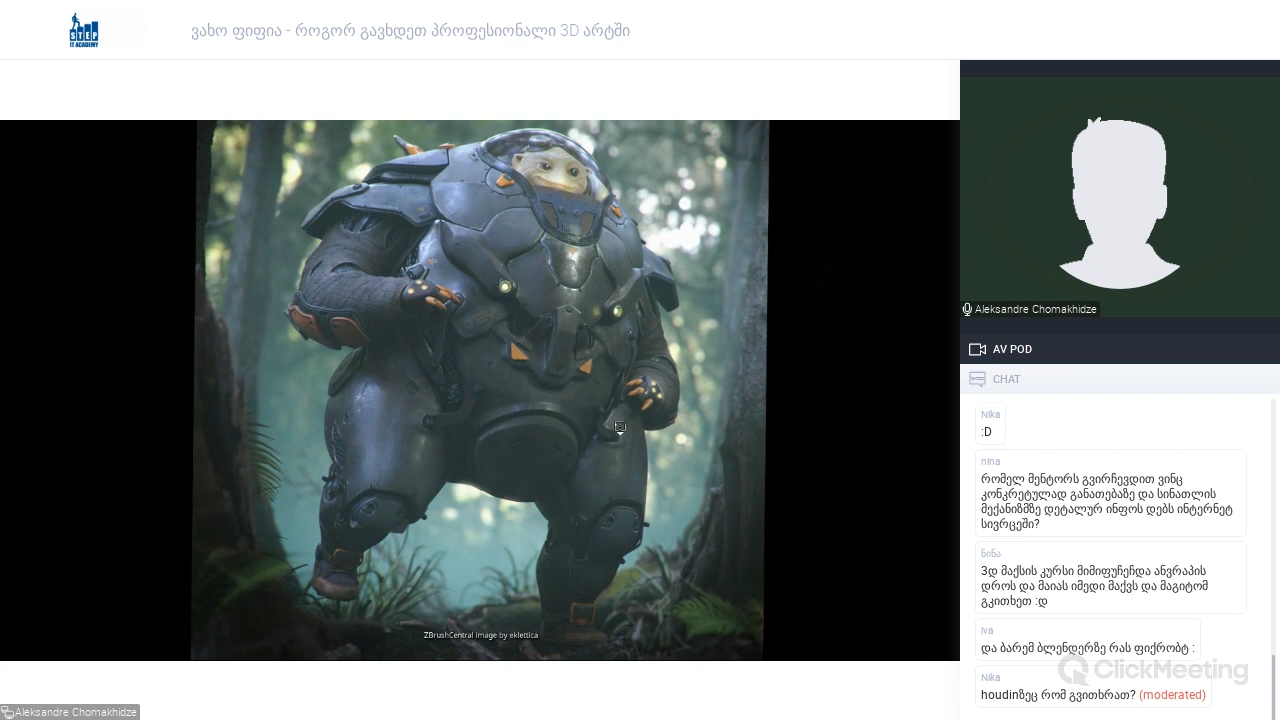 STEP
IT ACADEMY
ვახო ფიფია - როგორ გავხდეთ პროფესიონალი 3D არტში
ZBrushCentral image by eklettica
Aleksandre Chomakhidze
Aleksandre Chomakhidze
AV POD
CHAT
Nika
:D
nina
რომელ მენტორს გვირჩევდით ვინც
კონკრეტულად განათებაზე და სინათლის
მექანიზმზე დეტალურ ინფოს დებს ინტერნეტ
სივრცეში?
ნინა
3დ მაქსის კურსი მიმიფუჩეჩდა ანვრაპის
დროს და მაიას იმედი მაქვს და მაგიტომ
გკითხეთ :დ
iva
და ბარემ ბლენდერზე რას ფიქრობტ :
ClickMeeting
Nika
houdinზეც რომ გვითხრათ? (moderated)